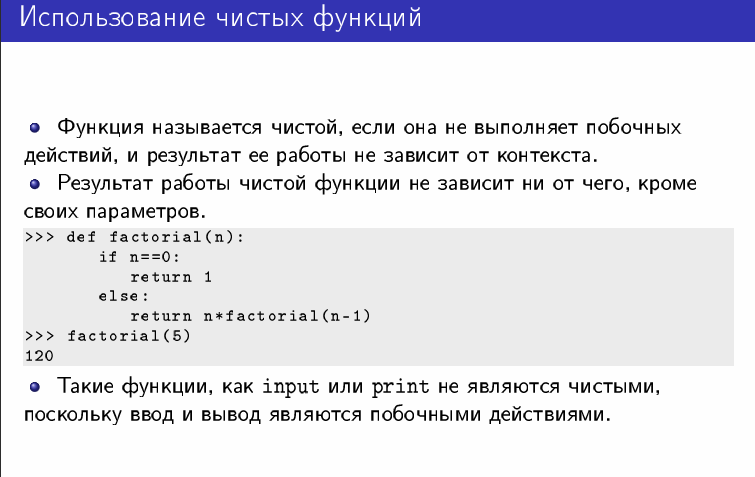 Использование чистых функций
Функция называется чистой, если она не выполняет побочных
действий, и результат ее работы не зависит от контекста.
Результат работы чистой функции не зависит ни от чего, кроме
своих параметров.
>>> def factorial(n):
       if n==0:
          return 1
       else:
          return n*factorial(n-1)
>>> factorial(5)
120
Такие функции, как input или print не являются чистыми,
поскольку ввод и вывод являются побочными действиями.